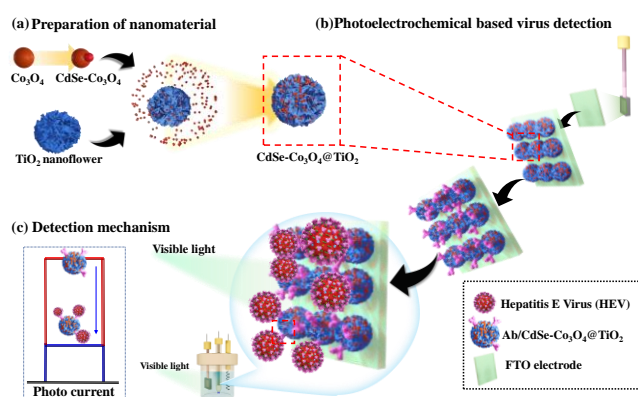 (a) Preparation of nanomaterial
(b)Photoelectrochemical based virus detection
Co₃O₄
CdSe-Co₃O₄
TiO₂ nanoflower
CdSe-Co₃O₄@TiO₂
(c) Detection mechanism
Visible light
Visible light
Photo current
Hepatitis E Virus (HEV)
Ab/CdSe-Co₃O₄@TiO₂
FTO electrode